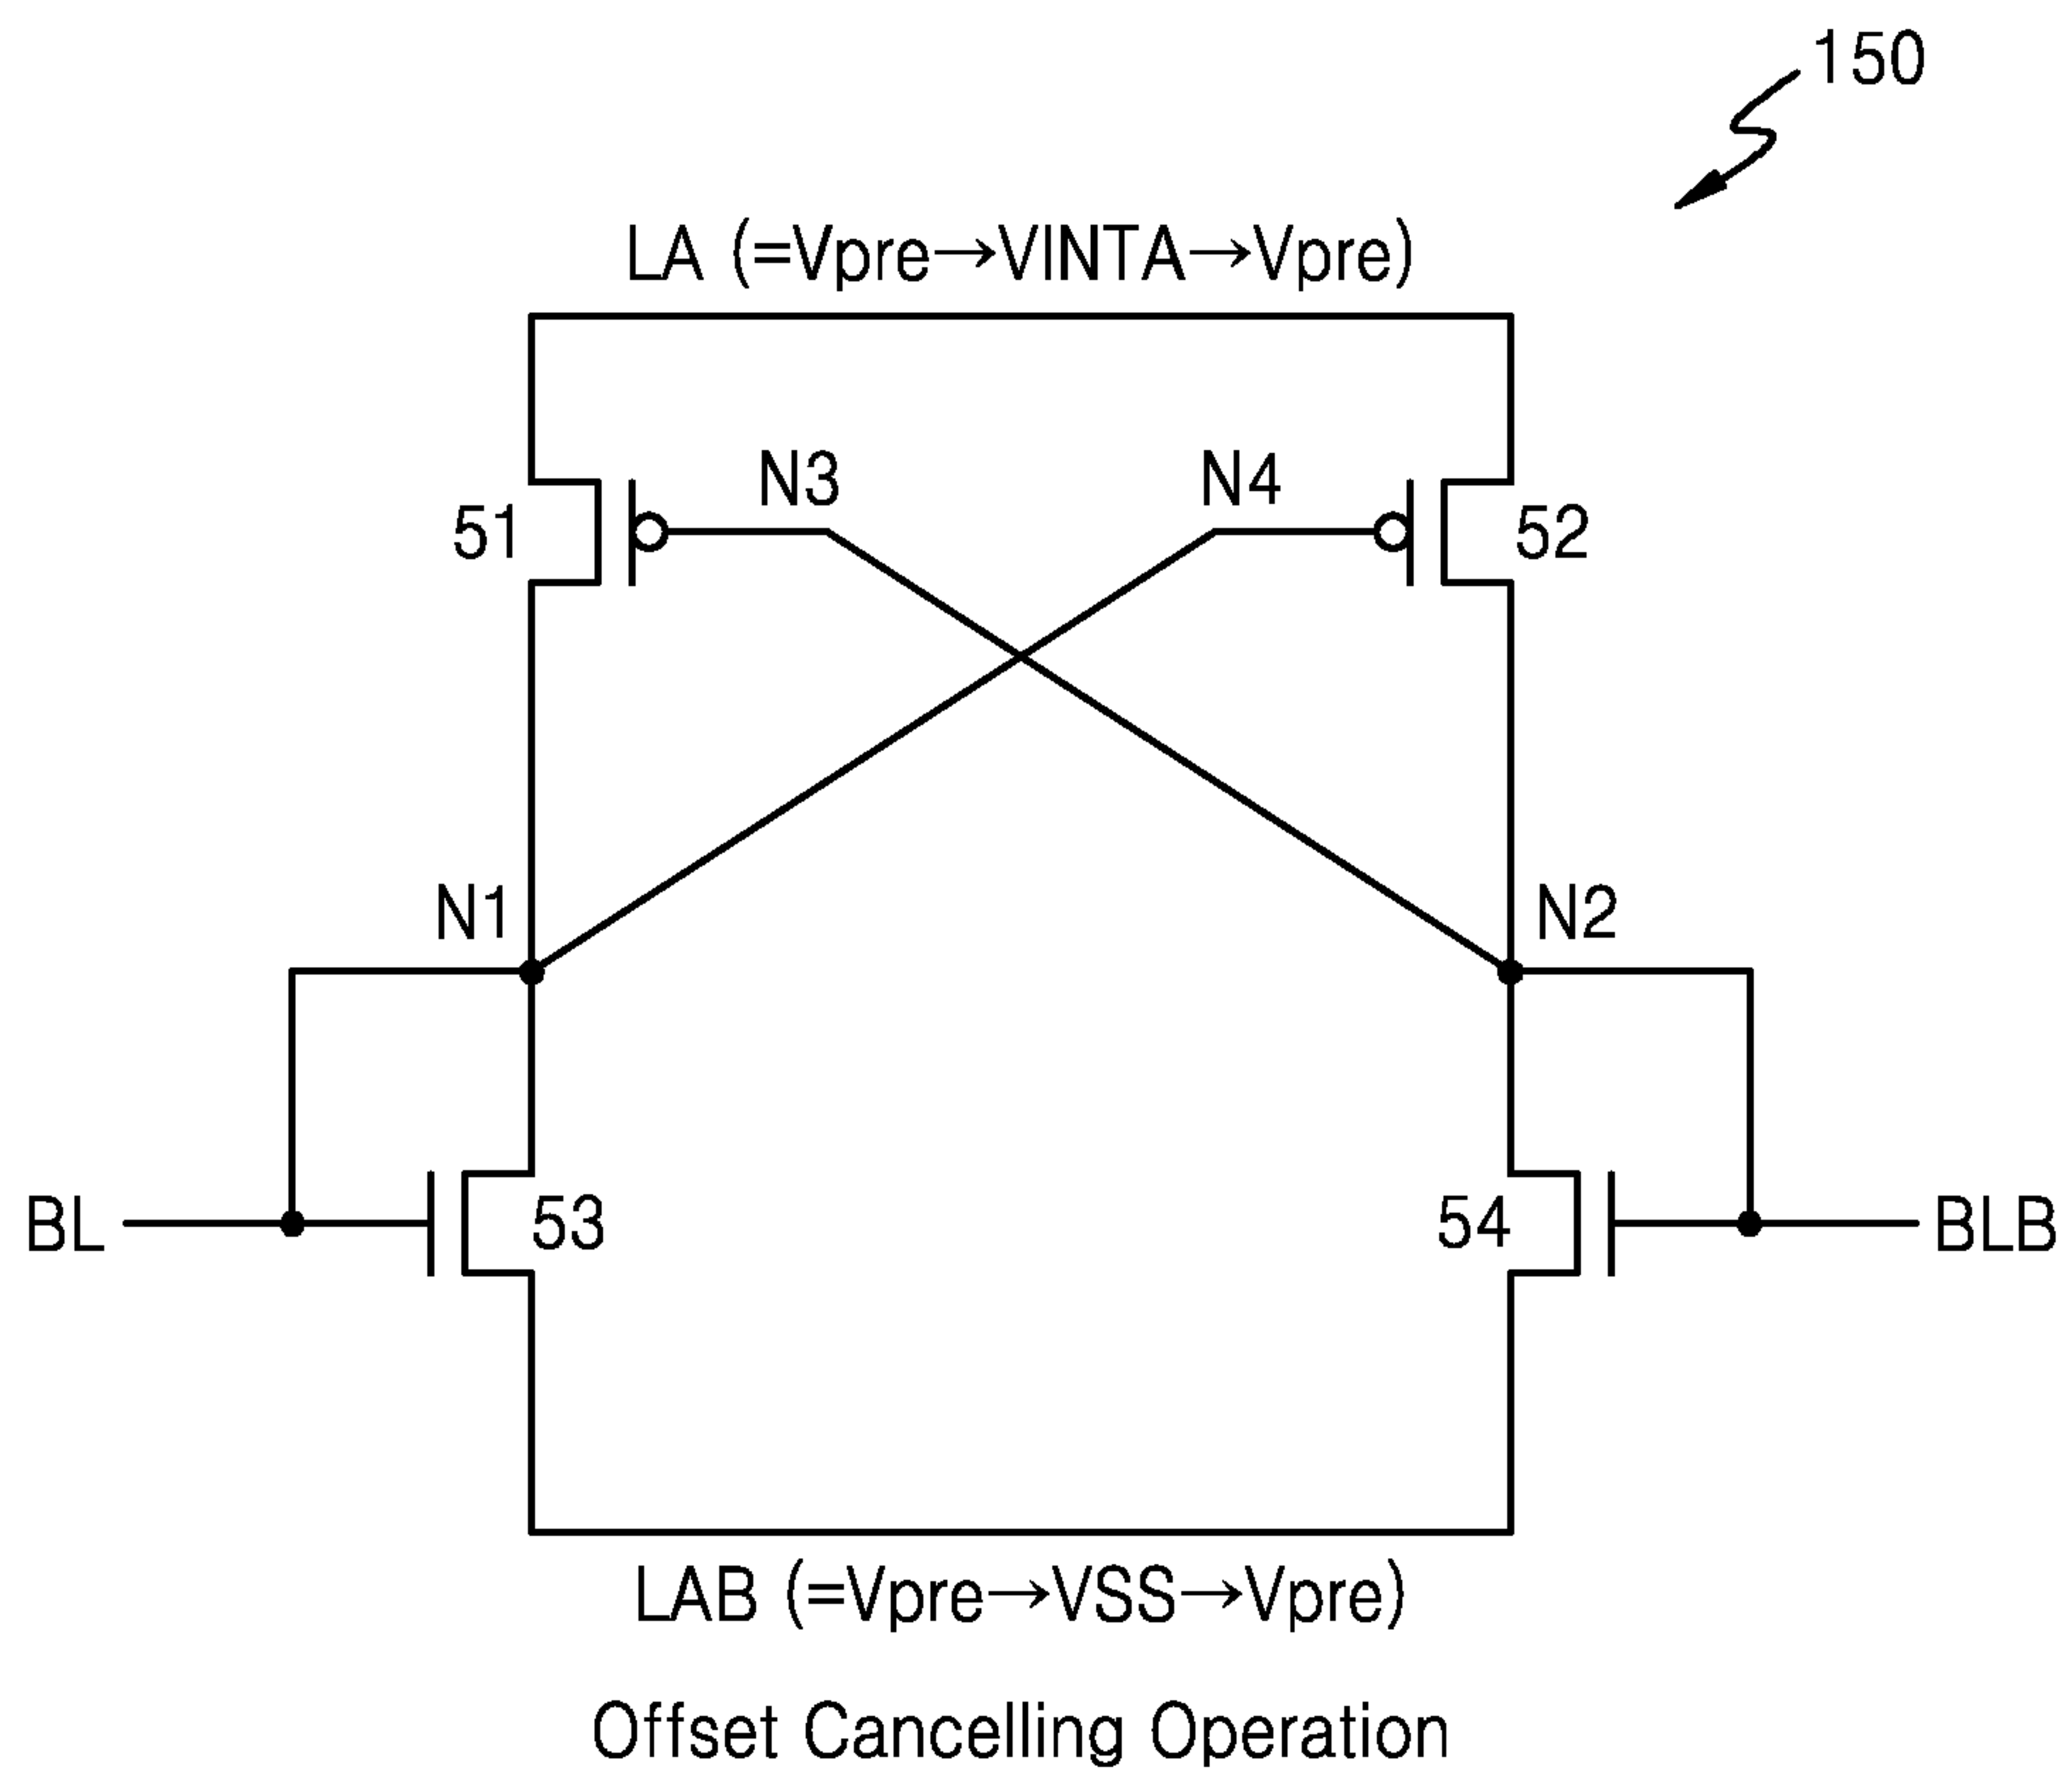 150
LA (=Vpre→VINTA→Vpre)
N3
N4
51
52
N1
N2
BL
53
54
BLB
LAB (=Vpre→VSS→Vpre)
Offset Cancelling Operation